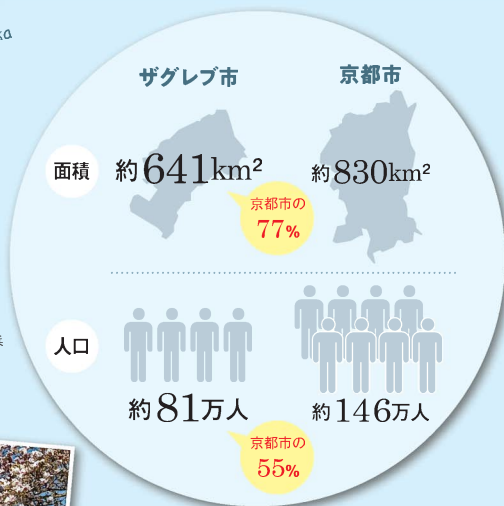 ザグレブ市
京都市
面積
約641km²
約830km²
京都市の
77%
人口
約81万人
約146万人
京都市の
55%